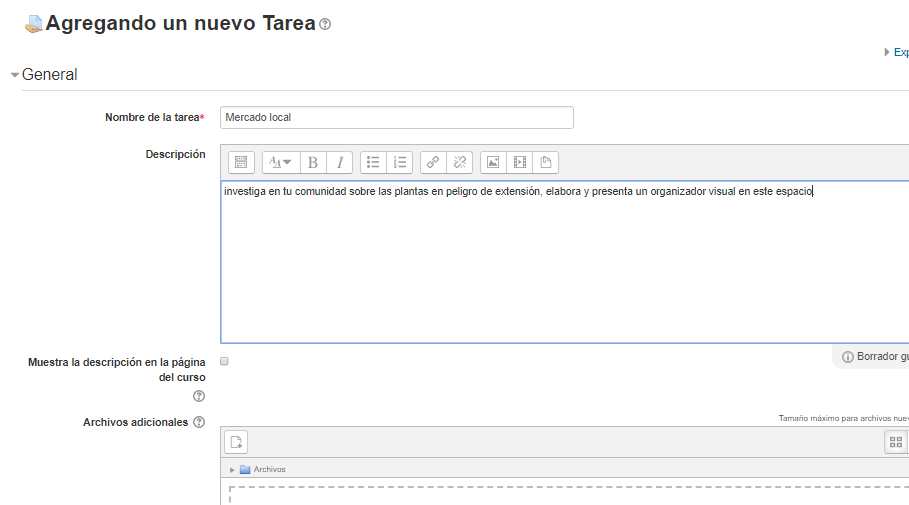 Agregando un nuevo Tarea
Exp
General
Nombre de la tarea*
Mercado local
Descripción
investiga en tu comunidad sobre las plantas en peligro de extensión, elabora y presenta un organizador visual en este espacio
Muestra la descripción en la página
del curso
Borrador gu
Archivos adicionales
Tamaño máximo para archivos nuev
Archivos